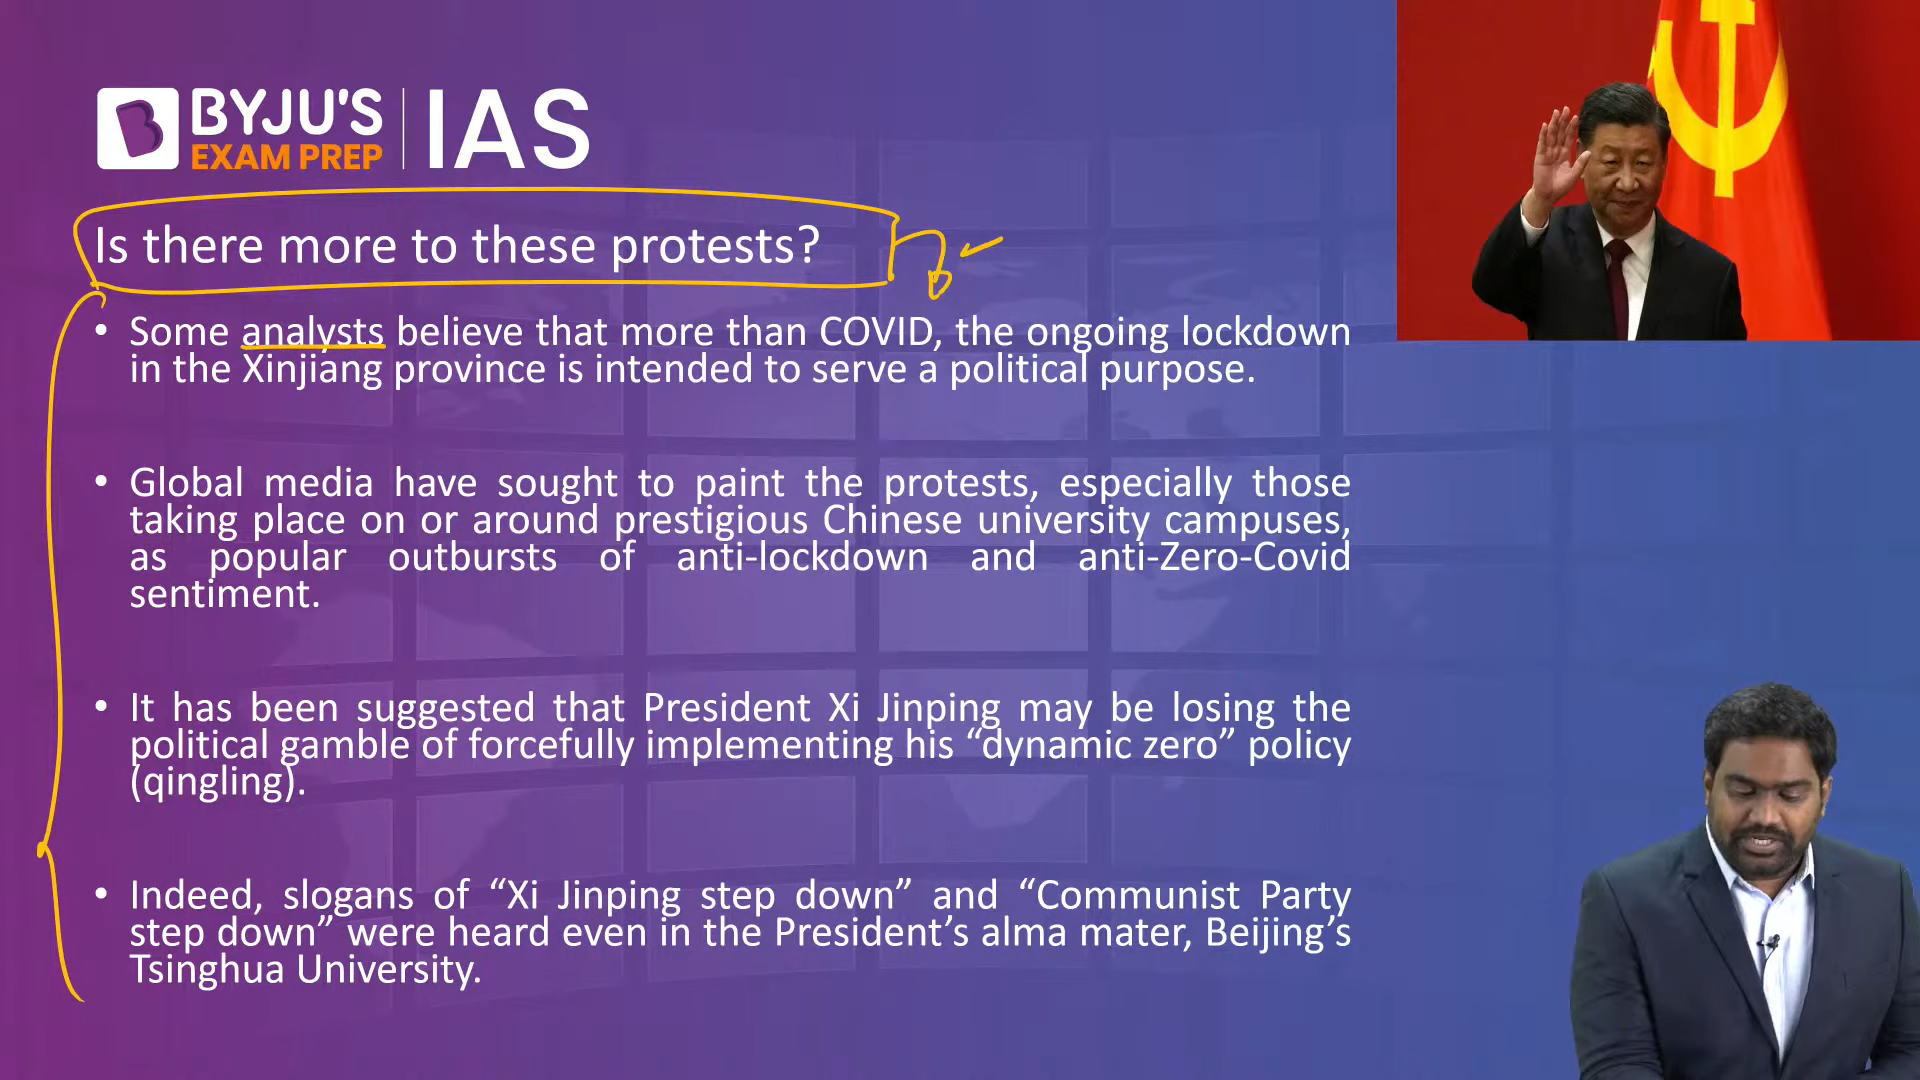 BYJU'S
EXAM PREP
IAS
Is there more to these protests?
• Some analysts believe that more than COVID, the ongoing lockdown
in the Xinjiang province is intended to serve a political purpose.
• Global media have sought to paint the protests, especially those
taking place on or around prestigious Chinese university campuses,
as popular outbursts of anti-lockdown and anti-Zero-Covid
sentiment.
• It has been suggested that President Xi Jinping may be losing the
political gamble of forcefully implementing his “dynamic zero” policy
(qingling).
• Indeed, slogans of “Xi Jinping step down” and “Communist Party
step down” were heard even in the President’s alma mater, Beijing’s
Tsinghua University.